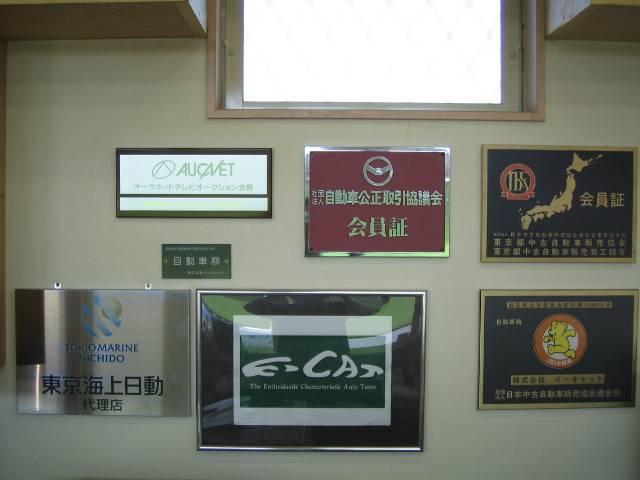 AUCNET
オークネットテレビオークション会員
社団法人 自動車公正取引協議会
会員証
会員証
東京都中古自動車販売協会
東京都中古自動車販売商工組合
自動車商
TOKIO MARINE
NICHIDO
東京海上日動
代理店
E-CAT
The Enthusiastic Characteristic Auto Taste
自動車商
株式会社 イーキャット
社団法人 日本中古自動車販売協会連合会